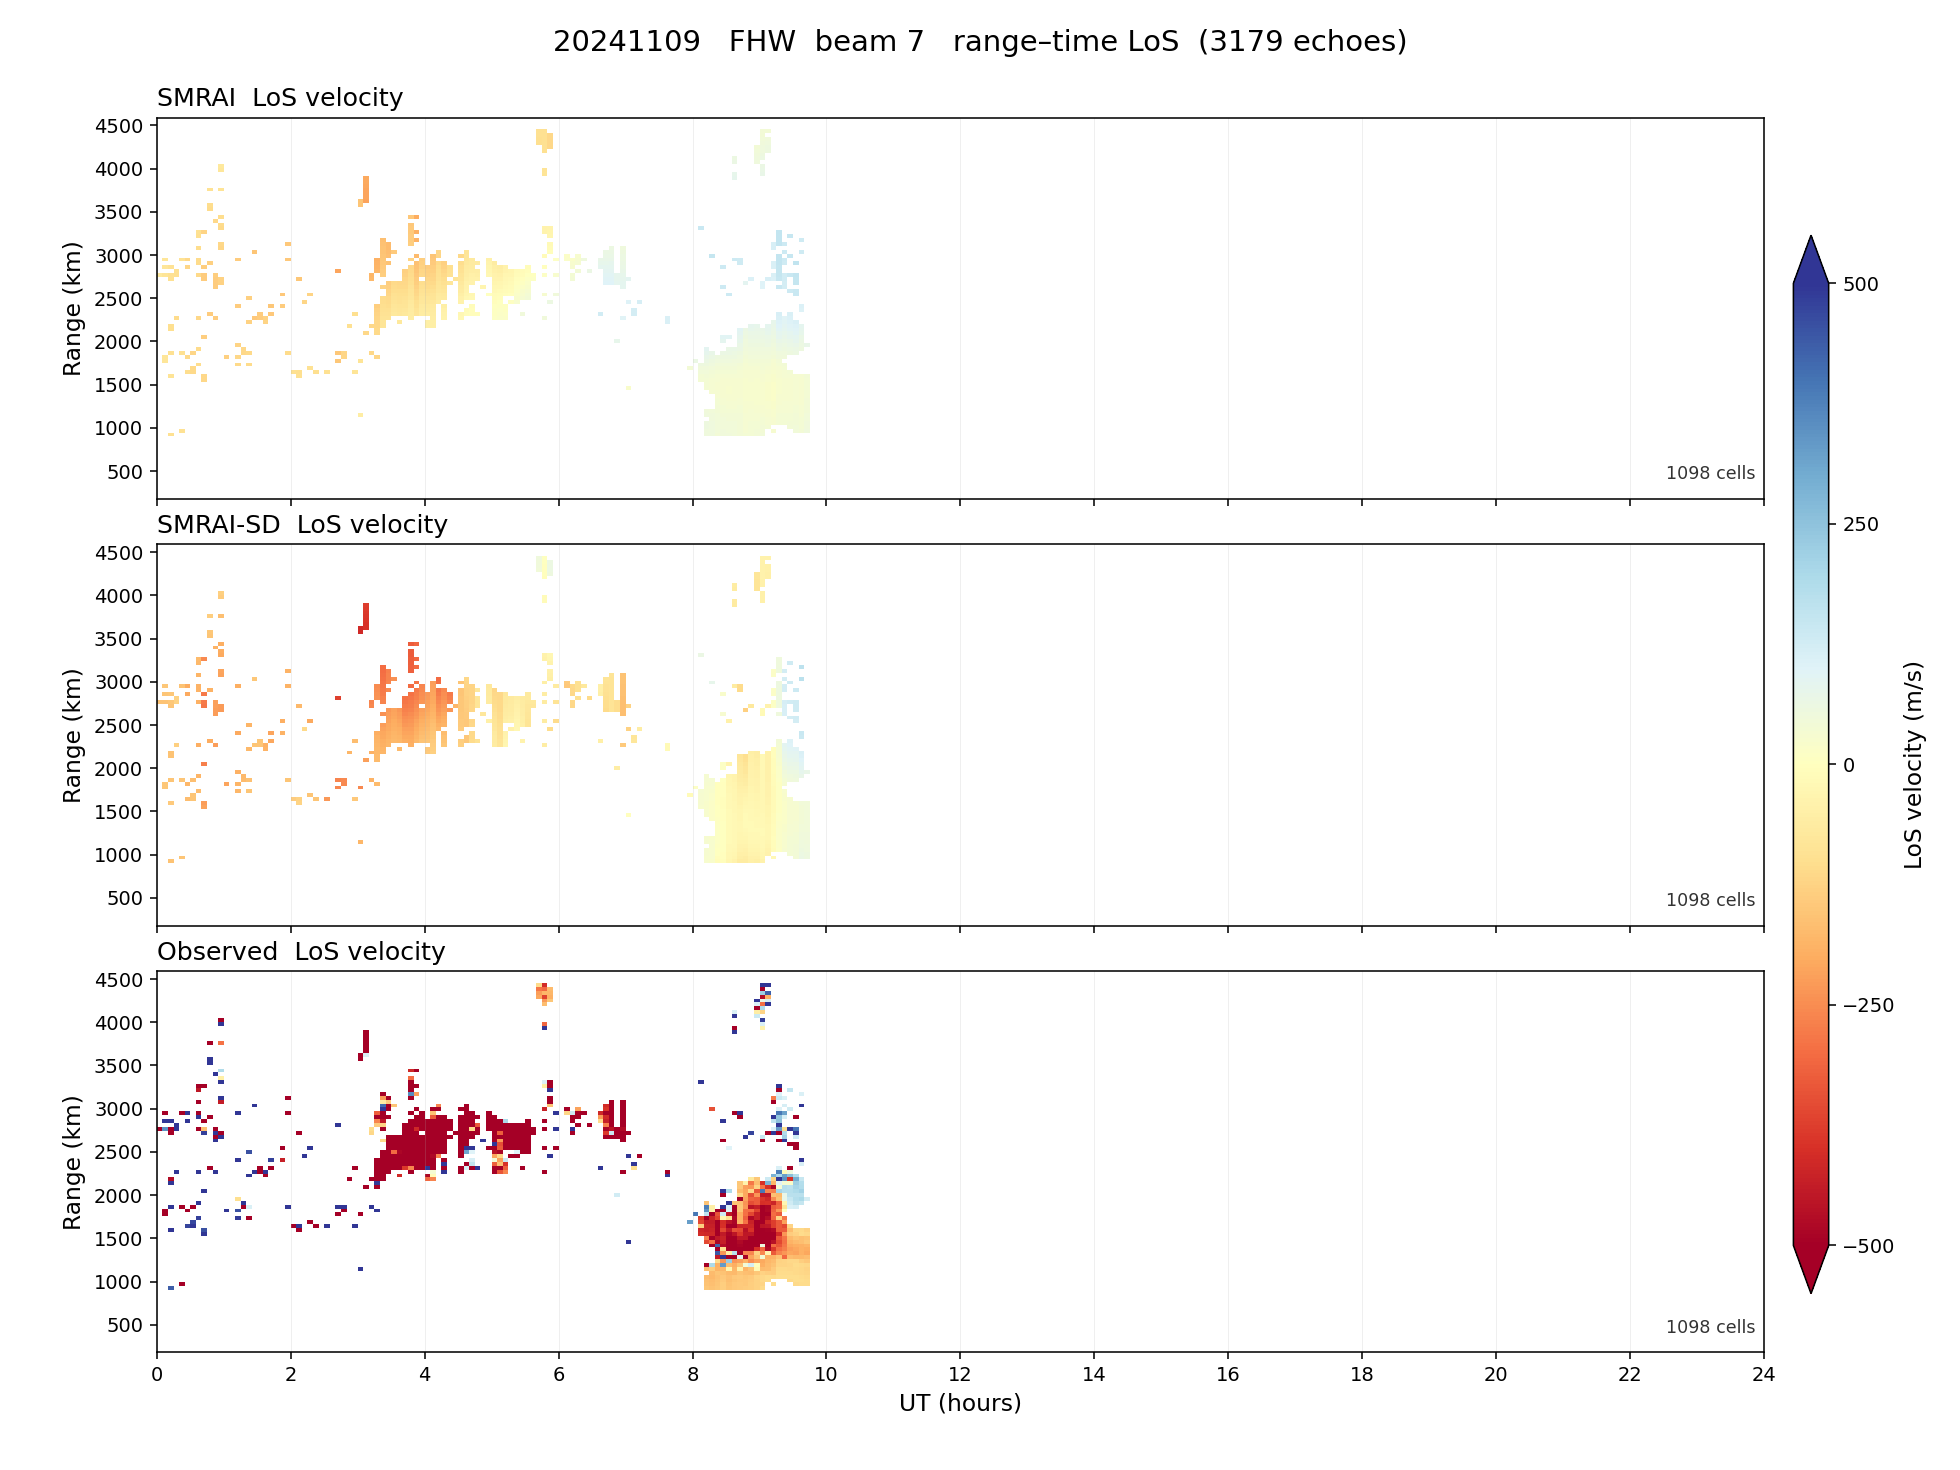 20241109 FHW beam 7 range–time LoS (3179 echoes)
SMRAI LoS velocity
4500
4000
3500
3000
2500
2000
1500
1000
500
Range (km)
1098 cells
SMRAI-SD LoS velocity
4500
4000
3500
3000
2500
2000
1500
1000
500
Range (km)
1098 cells
Observed LoS velocity
4500
4000
3500
3000
2500
2000
1500
1000
500
Range (km)
1098 cells
0 2 4 6 8 10 12 14 16 18 20 22 24
UT (hours)
500
250
0
−250
−500
LoS velocity (m/s)